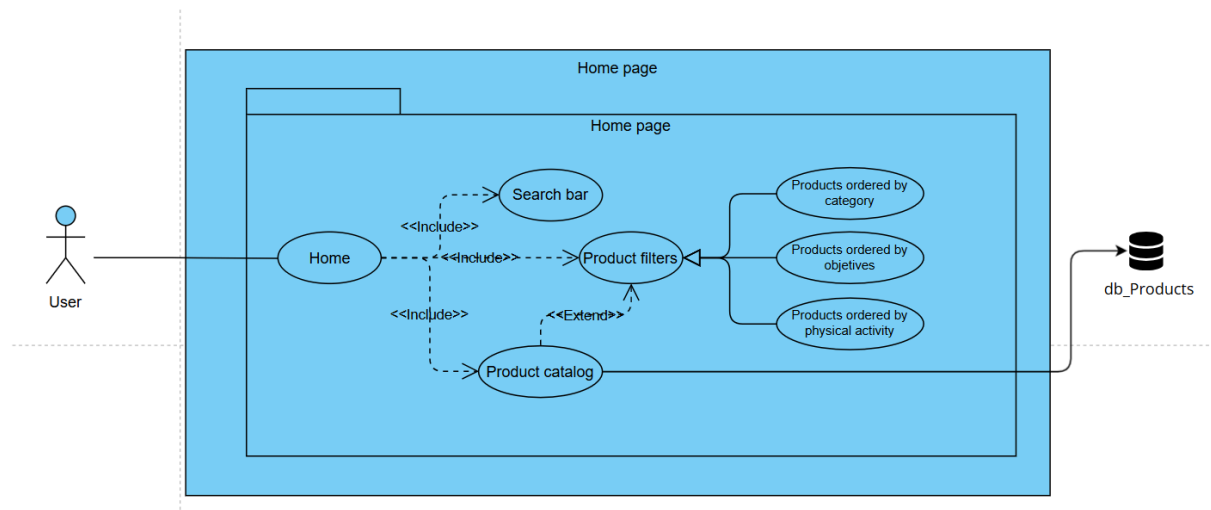 Home page
Home page
Search bar
Products ordered by
category
<<Include>>
User
Home
<<Include>>
Product filters
Products ordered by
objetives
db_Products
<<Include>>
<<Extend>>
Products ordered by
physical activity
Product catalog